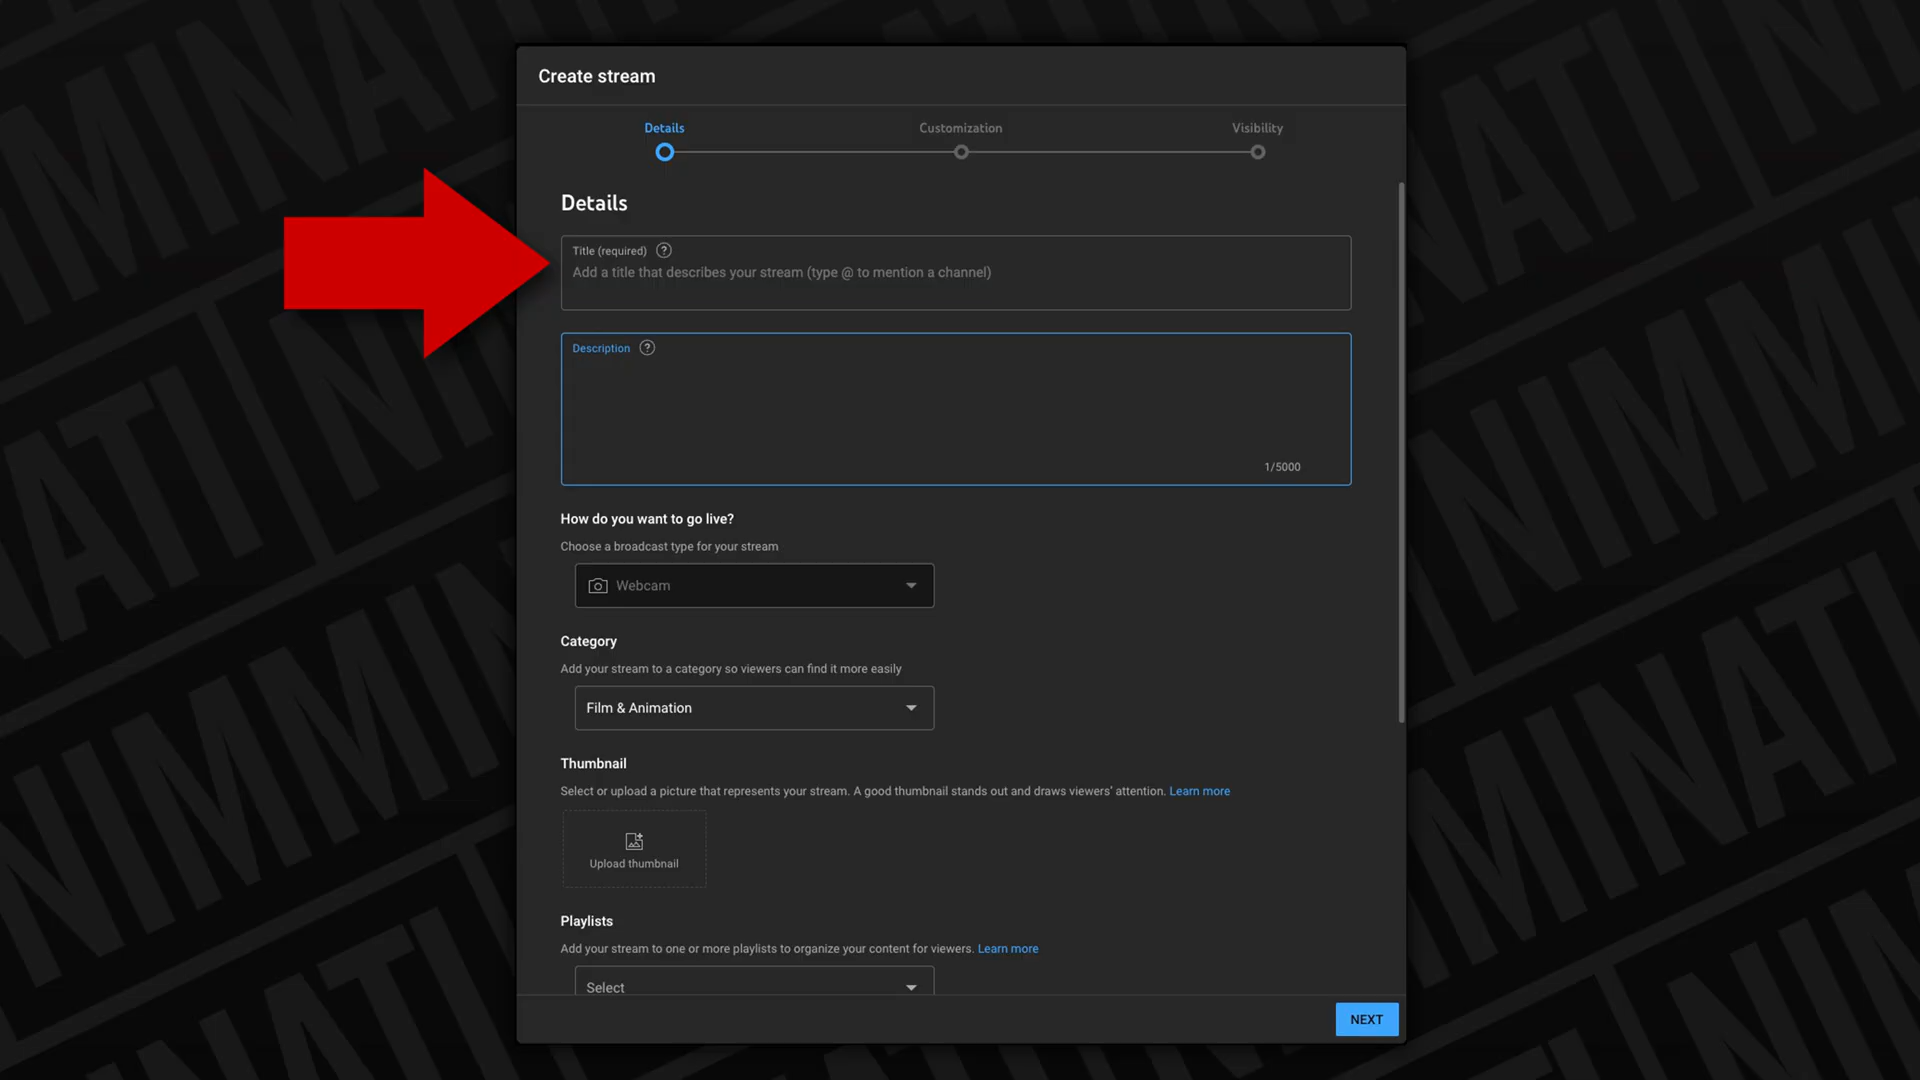 Create stream
Details
Customization
Visibility
Details
Title (required) ?
Add a title that describes your stream (type @ to mention a channel)
Description ?
1/5000
How do you want to go live?
Choose a broadcast type for your stream
Webcam
Category
Add your stream to a category so viewers can find it more easily
Film & Animation
Thumbnail
Select or upload a picture that represents your stream. A good thumbnail stands out and draws viewers' attention. Learn more
Upload thumbnail
Playlists
Add your stream to one or more playlists to organize your content for viewers. Learn more
Select
NEXT
NIMMINATI
NIMMINATI